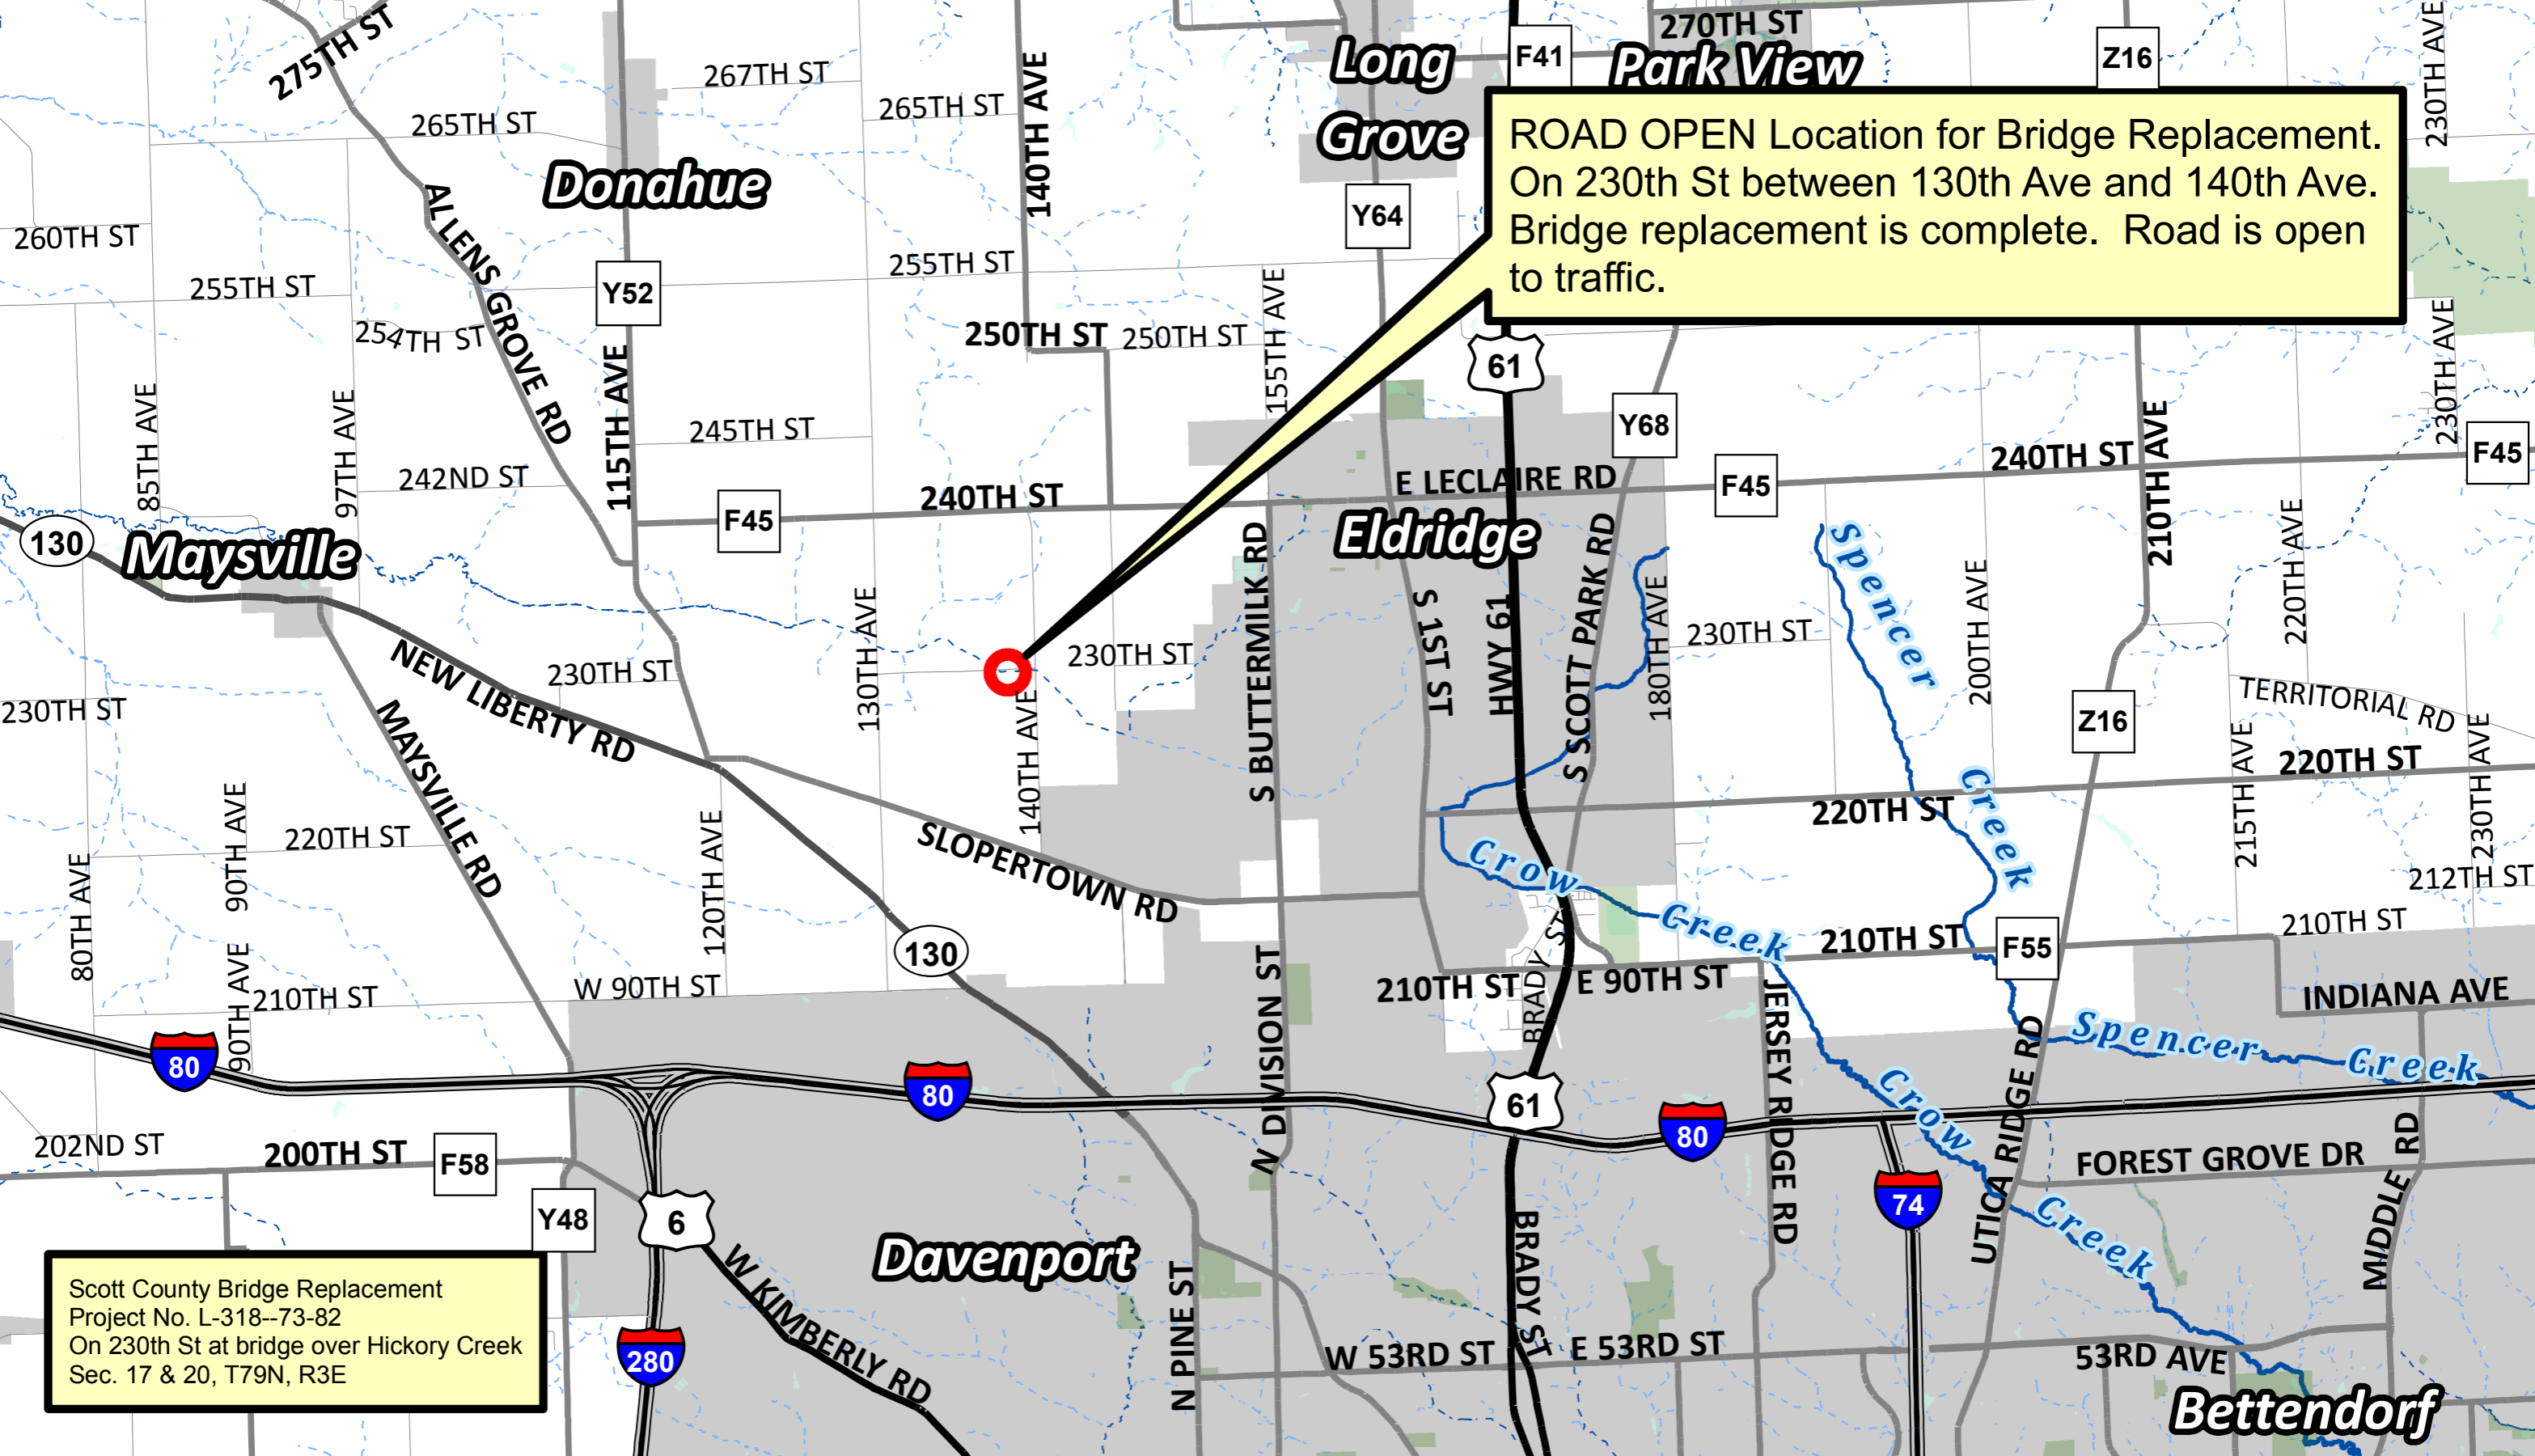 275TH ST
267TH ST
265TH ST
265TH ST
140TH AVE
Long
Grove
F41
270TH ST
Park View
Z16
230TH AVE
ROAD OPEN Location for Bridge Replacement.
On 230th St between 130th Ave and 140th Ave.
Bridge replacement is complete.  Road is open
to traffic.
Donahue
ALLENS GROVE RD
Y64
260TH ST
255TH ST
255TH ST
Y52
254TH ST
250TH ST
250TH ST
155TH AVE
61
230TH AVE
85TH AVE
97TH AVE
115TH AVE
245TH ST
Y68
242ND ST
240TH ST
F45
E LECLAIRE RD
F45
240TH ST
210TH AVE
F45
130
Maysville
Eldridge
Spencer
Creek
220TH AVE
130TH AVE
S BUTTERMILK RD
S 1ST ST
HWY 61
S SCOTT PARK RD
180TH AVE
200TH AVE
230TH ST
230TH ST
230TH ST
230TH ST
NEW LIBERTY RD
MAYSVILLE RD
140TH AVE
Z16
TERRITORIAL RD
220TH ST
215TH AVE
230TH AVE
220TH ST
220TH ST
90TH AVE
80TH AVE
120TH AVE
SLOPERTOWN RD
Crow
Creek
212TH ST
130
210TH ST
F55
210TH ST
90TH AVE
210TH ST
W 90TH ST
N DIVISION ST
210TH ST
BRADY ST
BRADY
E 90TH ST
JERSEY RIDGE RD
INDIANA AVE
Spencer
Creek
80
80
61
80
Crow
Creek
UTICA RIDGE RD
MIDDLE RD
202ND ST
200TH ST
F58
FOREST GROVE DR
74
Y48
6
Davenport
BRADY ST
N PINE ST
W KIMBERLY RD
280
W 53RD ST
E 53RD ST
53RD AVE
Bettendorf
Scott County Bridge Replacement
Project No. L-318--73-82
On 230th St at bridge over Hickory Creek
Sec. 17 & 20, T79N, R3E